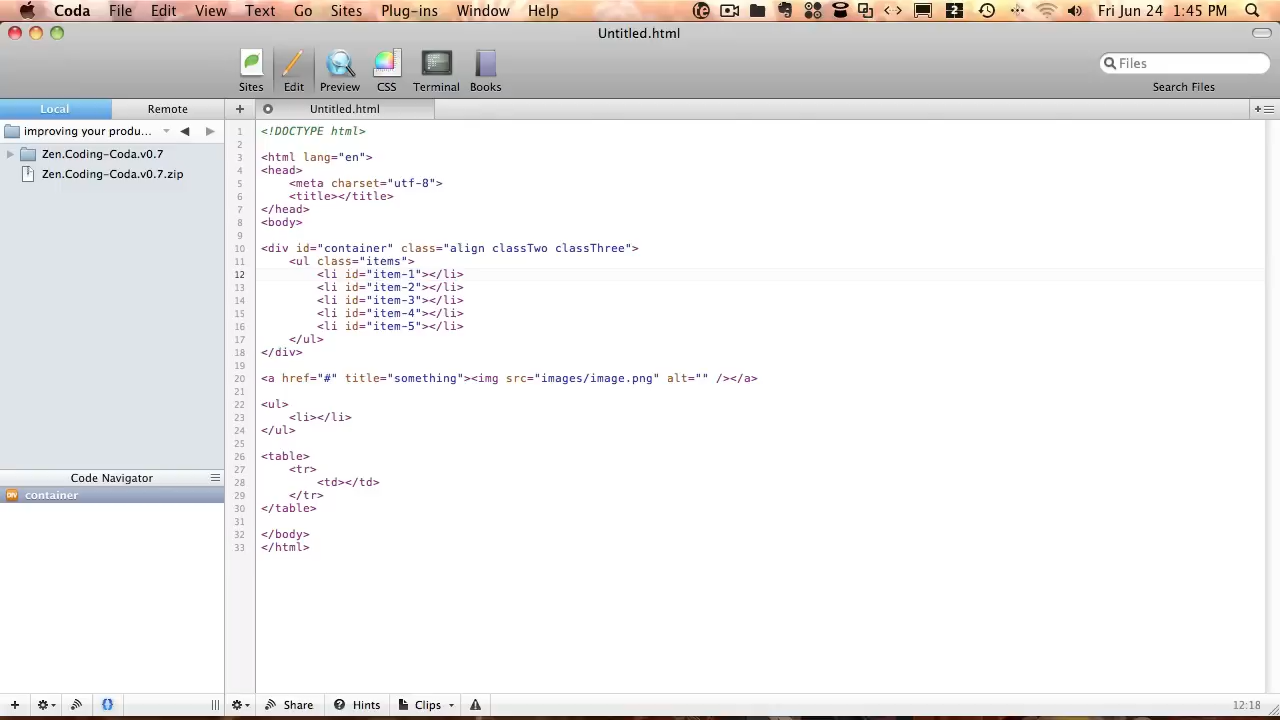 Coda File Edit View Text Go Sites Plug-ins Window Help Fri Jun 24 1:45 PM
Untitled.html
Sites Edit Preview CSS Terminal Books
Files
Search Files
Local Remote
Untitled.html
improving your produ...
Zen.Coding-Coda.v0.7
Zen.Coding-Coda.v0.7.zip
Code Navigator
DIV container
1 <!DOCTYPE html>
2
3 <html lang="en">
4 <head>
5 <meta charset="utf-8">
6 <title></title>
7 </head>
8 <body>
9
10 <div id="container" class="align classTwo classThree">
11 <ul class="items">
12 <li id="item-1"></li>
13 <li id="item-2"></li>
14 <li id="item-3"></li>
15 <li id="item-4"></li>
16 <li id="item-5"></li>
17 </ul>
18 </div>
19
20 <a href="#" title="something"><img src="images/image.png" alt="" /></a>
21
22 <ul>
23 <li></li>
24 </ul>
25
26 <table>
27 <tr>
28 <td></td>
29 </tr>
30 </table>
31
32 </body>
33 </html>
Share Hints Clips 12:18